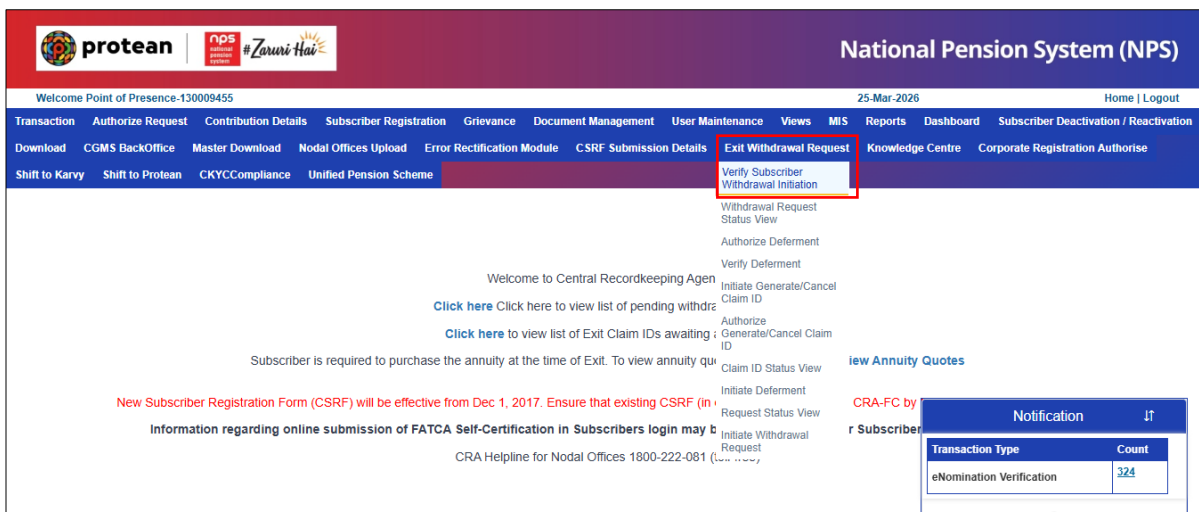 protean
nps
national
pension
system
#Zaruri Hai
National Pension System (NPS)
Welcome Point of Presence-130009455
25-Mar-2026
Home | Logout
Transaction Authorize Request Contribution Details Subscriber Registration Grievance Document Management User Maintenance Views MIS Reports Dashboard Subscriber Deactivation / Reactivation
Download CGMS BackOffice Master Download Nodal Offices Upload Error Rectification Module CSRF Submission Details Exit Withdrawal Request Knowledge Centre Corporate Registration Authorise
Shift to Karvy Shift to Protean CKYCCompliance Unified Pension Scheme
Verify Subscriber
Withdrawal Initiation
Withdrawal Request
Status View
Authorize Deferment
Verify Deferment
Initiate Generate/Cancel
Claim ID
Authorize
Generate/Cancel Claim
ID
Claim ID Status View
Initiate Deferment
Request Status View
Initiate Withdrawal
Request
Welcome to Central Recordkeeping Agen
Click here Click here to view list of pending withdra
Click here to view list of Exit Claim IDs awaiting
Subscriber is required to purchase the annuity at the time of Exit. To view annuity qu iew Annuity Quotes
New Subscriber Registration Form (CSRF) will be effective from Dec 1, 2017. Ensure that existing CSRF (in CRA-FC by
Information regarding online submission of FATCA Self-Certification in Subscribers login may b r Subscriber
CRA Helpline for Nodal Offices 1800-222-081
Notification
Transaction Type Count
eNomination Verification 324